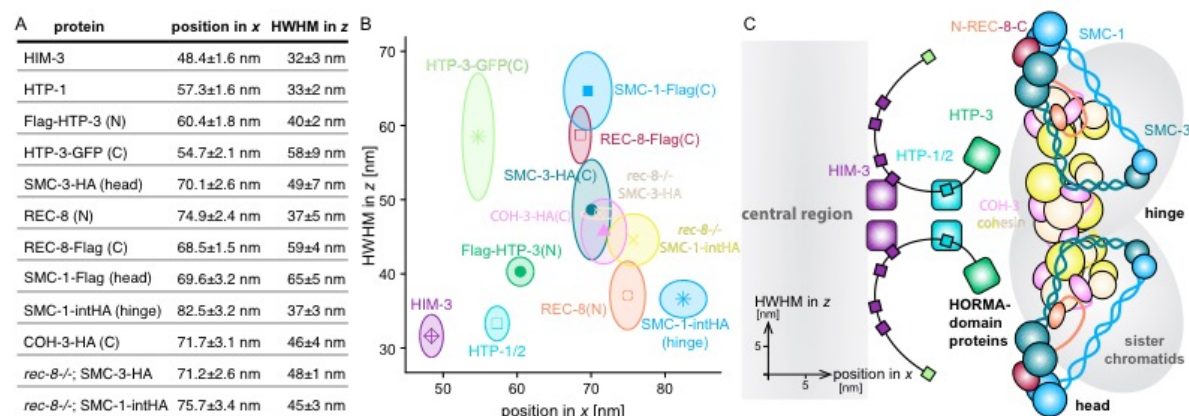 A
protein position in x HWHM in z
HIM-3 48.4±1.6 nm 32±3 nm
HTP-1 57.3±1.6 nm 33±2 nm
Flag-HTP-3 (N) 60.4±1.8 nm 40±2 nm
HTP-3-GFP (C) 54.7±2.1 nm 58±9 nm
SMC-3-HA (head) 70.1±2.6 nm 49±7 nm
REC-8 (N) 74.9±2.4 nm 37±5 nm
REC-8-Flag (C) 68.5±1.5 nm 59±4 nm
SMC-1-Flag (head) 69.6±3.2 nm 65±5 nm
SMC-1-intHA (hinge) 82.5±3.2 nm 37±3 nm
COH-3-HA (C) 71.7±3.1 nm 46±4 nm
rec-8-/-; SMC-3-HA 71.2±2.6 nm 48±1 nm
rec-8-/-; SMC-1-intHA 75.7±3.4 nm 45±3 nm
B
HWHM in z [nm]
70
60
50
40
30
50 60 70 80
position in x [nm]
HTP-3-GFP(C)
SMC-1-Flag(C)
REC-8-Flag(C)
SMC-3-HA(C)
rec-8-/-
SMC-3-HA
COH-3-HA(C)
rec-8-/-
SMC-1-intHA
Flag-HTP-3(N)
HIM-3
HTP-1/2
REC-8(N)
SMC-1-intHA
(hinge)
C
N-REC-8-C
SMC-1
HTP-3
SMC-3
HTP-1/2
HIM-3
COH-3
cohesin
hinge
central region
HORMA-
domain
proteins
HWHM in z
[nm]
5
5
position in x
[nm]
sister
chromatids
head